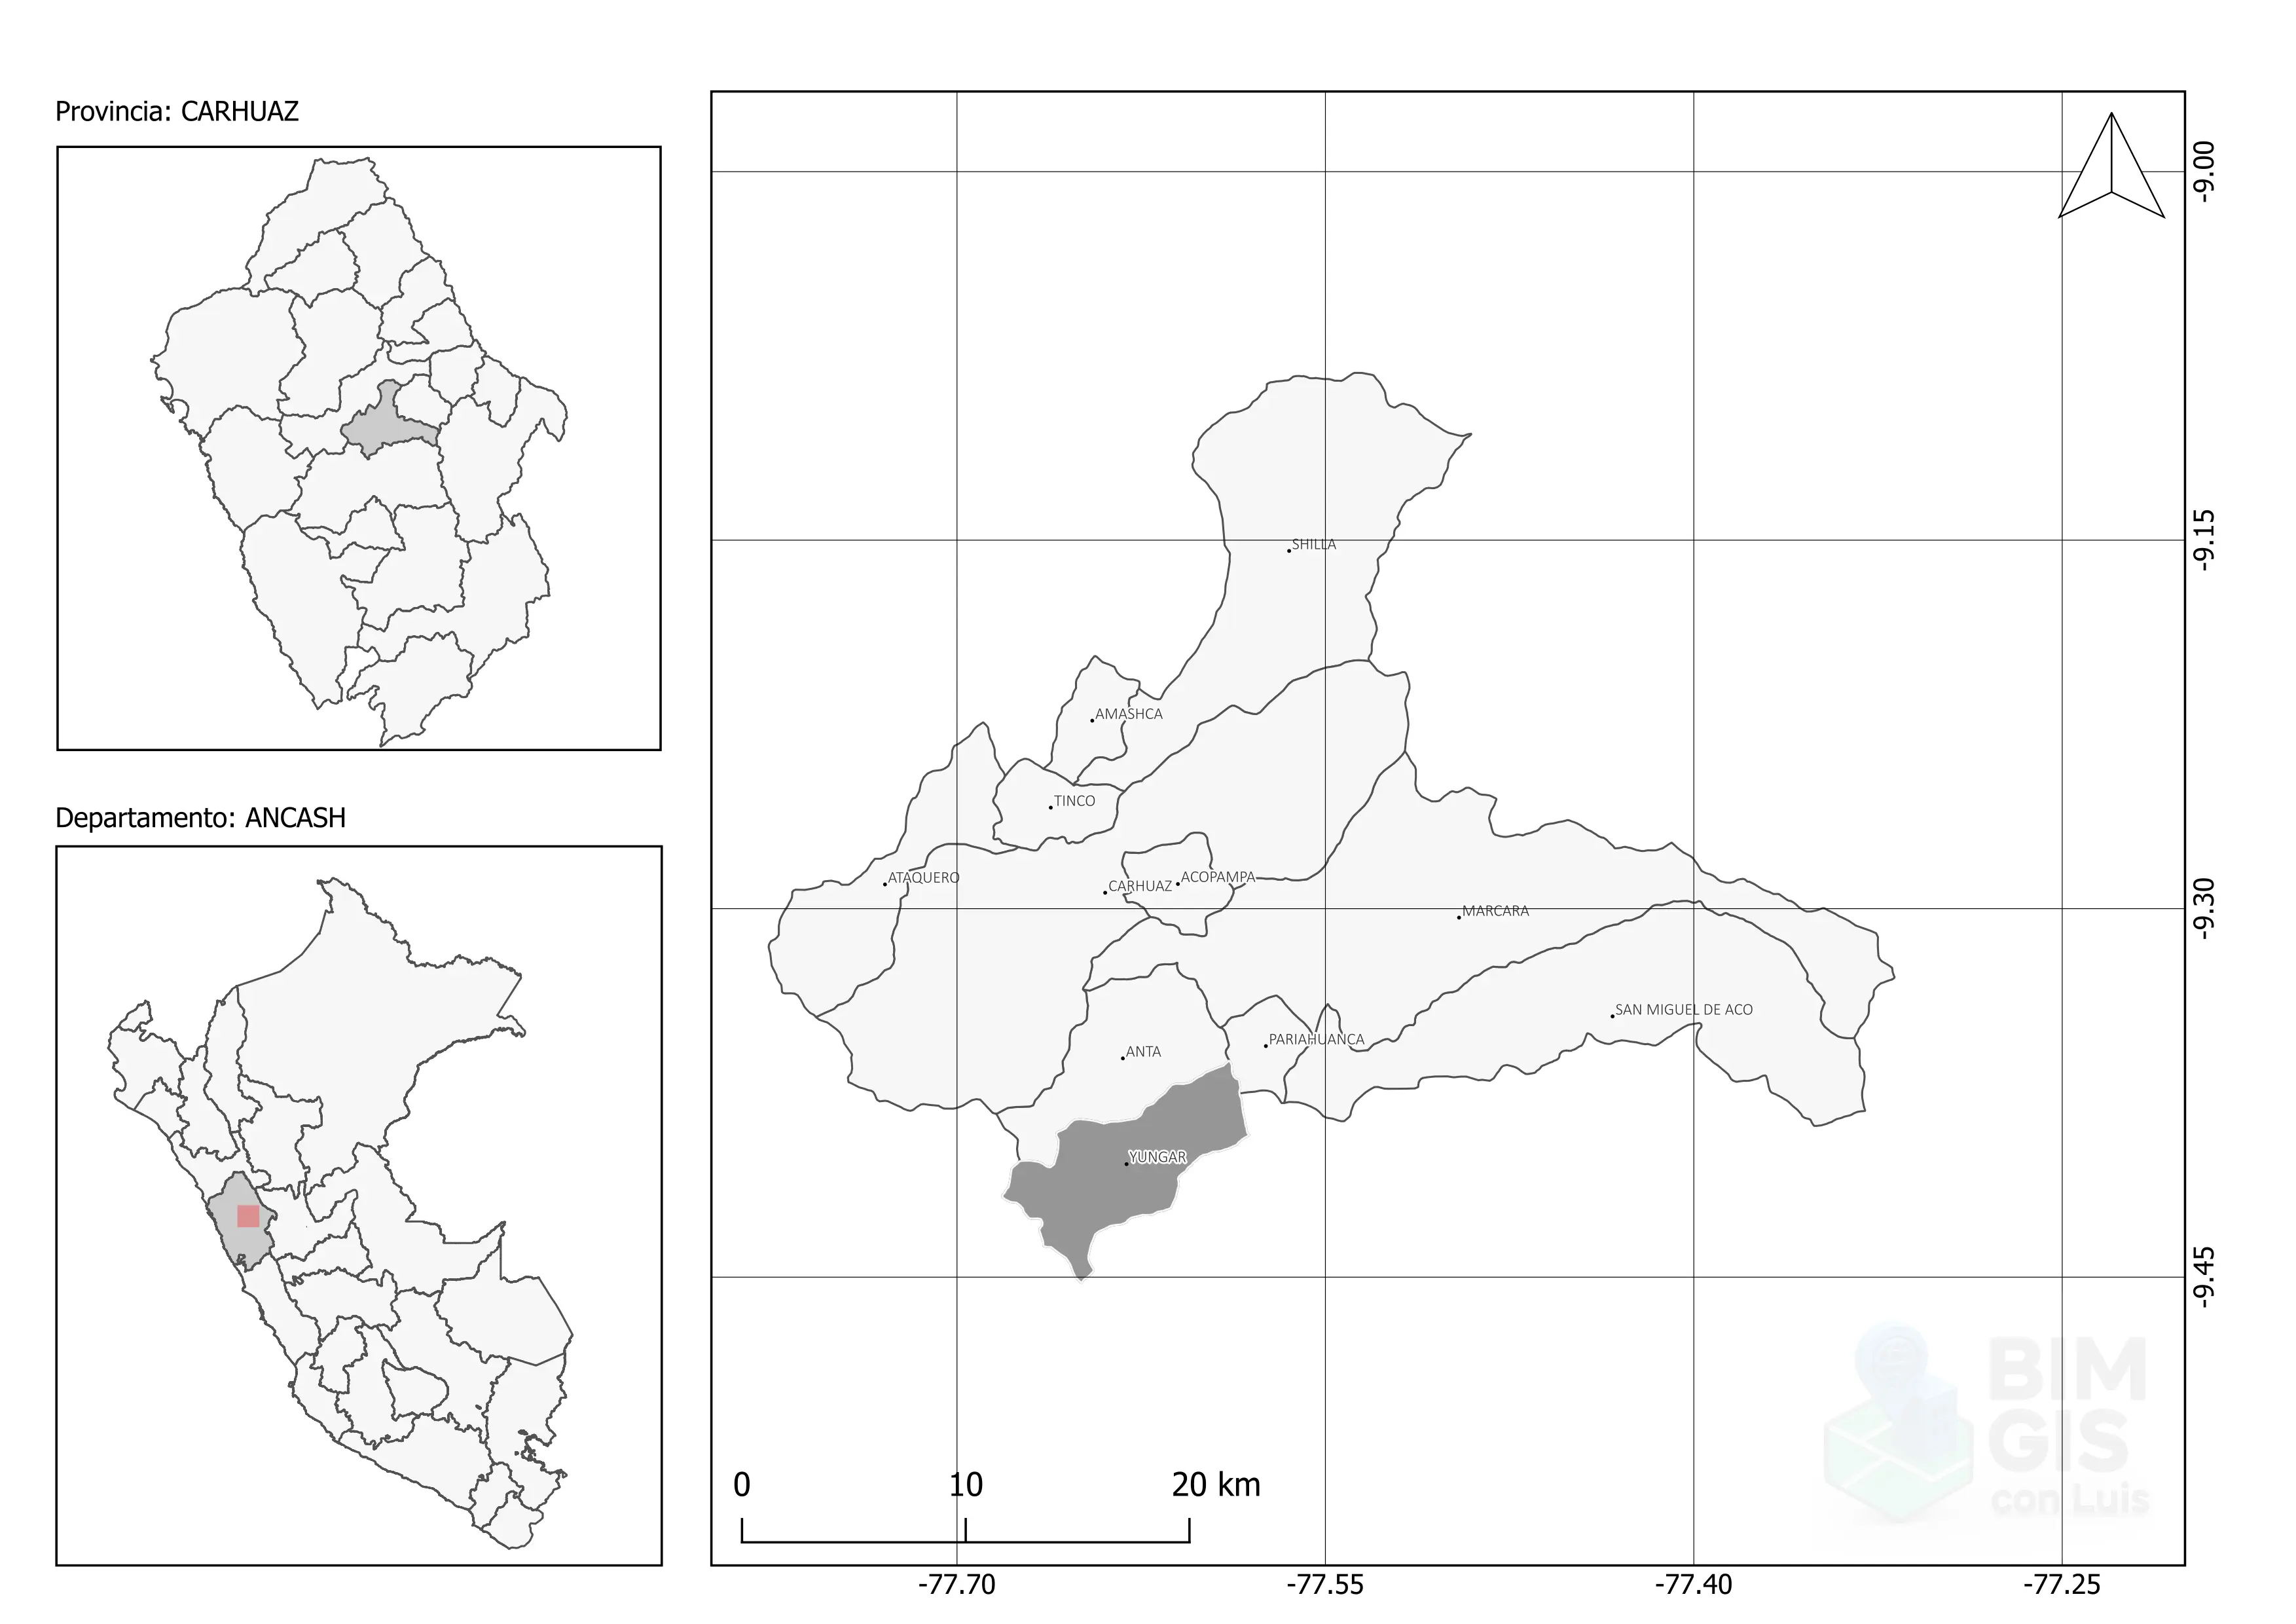 Provincia: CARHUAZ
Departamento: ANCASH
SHILLA
AMASHCA
TINCO
ATAQUERO
CARHUAZ
ACOPAMPA
MARCARA
SAN MIGUEL DE ACO
PARIAHUANCA
ANTA
YUNGAR
-9.00
-9.15
-9.30
-9.45
0 10 20 km
-77.70 -77.55 -77.40 -77.25
BIM
GIS
con Luis